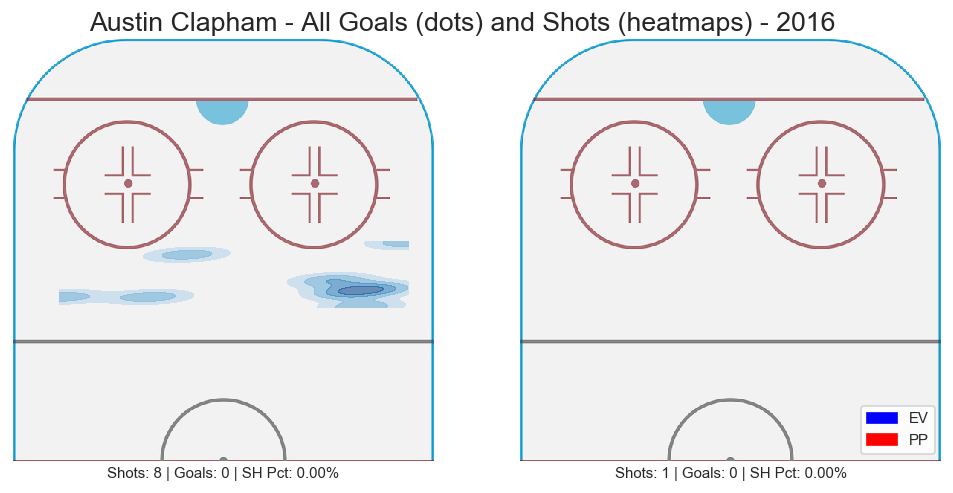 Austin Clapham - All Goals (dots) and Shots (heatmaps) - 2016
EV
PP
Shots: 8 | Goals: 0 | SH Pct: 0.00%
Shots: 1 | Goals: 0 | SH Pct: 0.00%